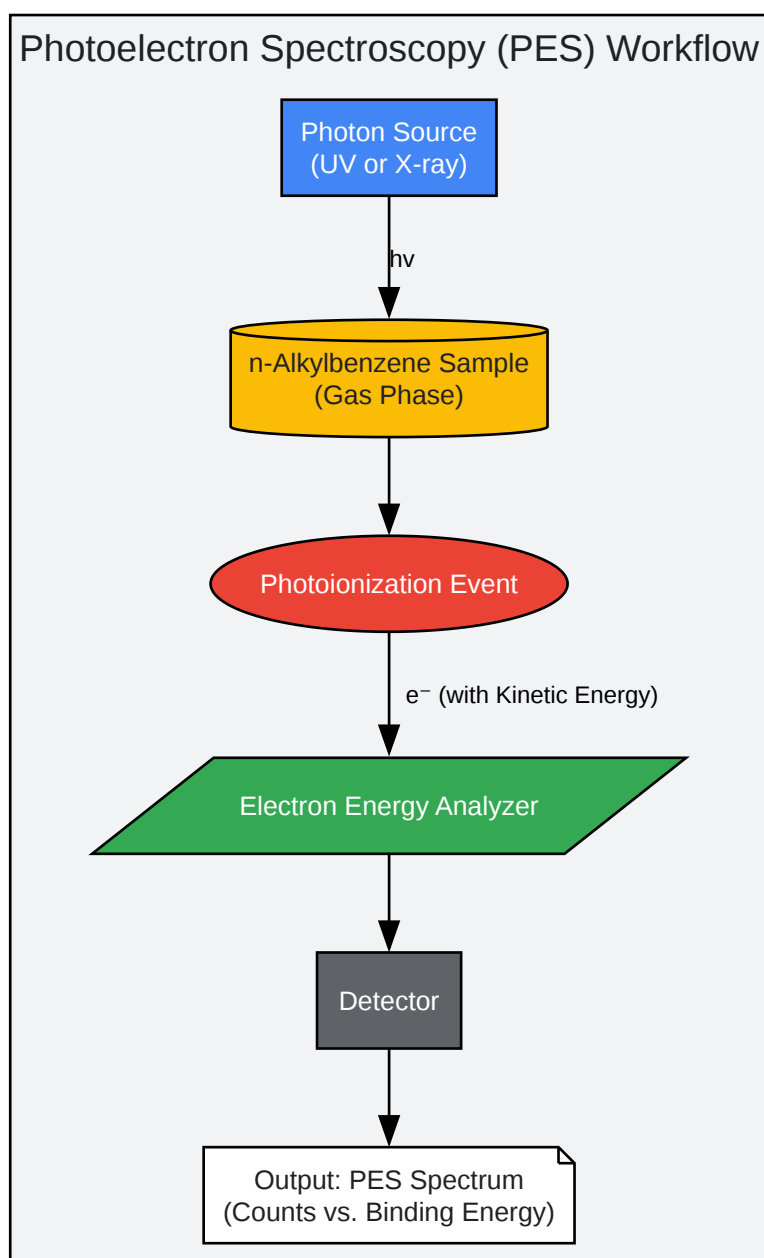 Photoelectron Spectroscopy (PES) Workflow
Photon Source
(UV or X-ray)
hv
n-Alkylbenzene Sample
(Gas Phase)
Photoionization Event
e⁻ (with Kinetic Energy)
Electron Energy Analyzer
Detector
Output: PES Spectrum
(Counts vs. Binding Energy)